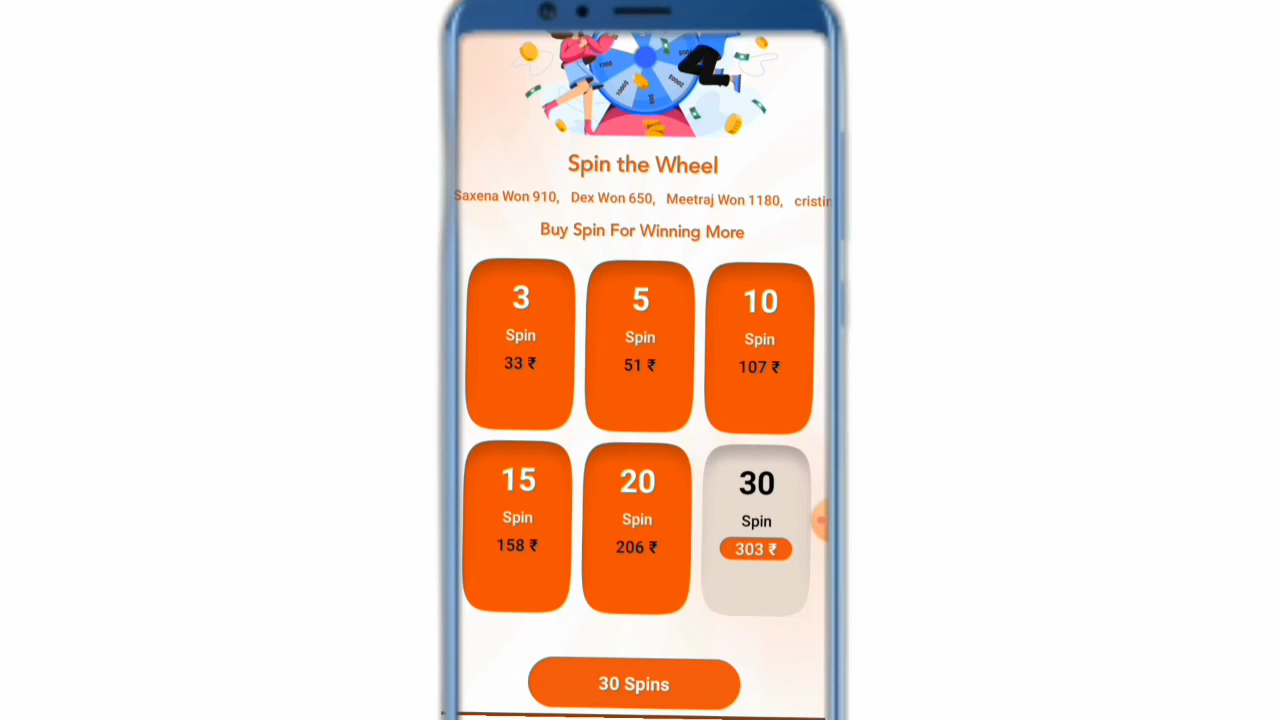 Spin the Wheel
Saxena Won 910, Dex Won 650, Meetraj Won 1180,
Buy Spin For Winning More
3
Spin
33 ₹
5
Spin
51 ₹
10
Spin
107 ₹
15
Spin
158 ₹
20
Spin
206 ₹
30
Spin
303 ₹
30 Spins